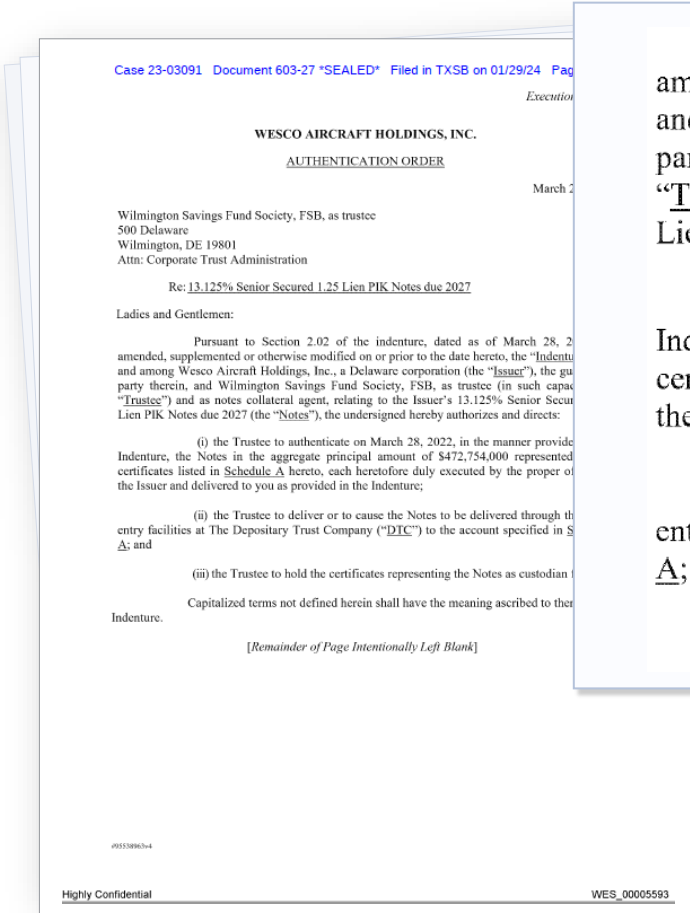 Case 23-03091 Document 603-27 *SEALED* Filed in TXSB on 01/29/24 Pag
Execution
WESCO AIRCRAFT HOLDINGS, INC.
AUTHENTICATION ORDER
March 2
Wilmington Savings Fund Society, FSB, as trustee
500 Delaware
Wilmington, DE 19801
Attn: Corporate Trust Administration
Re: 13.125% Senior Secured 1.25 Lien PIK Notes due 2027
Ladies and Gentlemen:
Pursuant to Section 2.02 of the indenture, dated as of March 28, 2
amended, supplemented or otherwise modified on or prior to the date hereto, the “Indentu
and among Wesco Aircraft Holdings, Inc., a Delaware corporation (the “Issuer”), the gu
party therein, and Wilmington Savings Fund Society, FSB, as trustee (in such capac
“Trustee”) and as notes collateral agent, relating to the Issuer’s 13.125% Senior Secur
Lien PIK Notes due 2027 (the “Notes”), the undersigned hereby authorizes and directs:
(i) the Trustee to authenticate on March 28, 2022, in the manner provide
Indenture, the Notes in the aggregate principal amount of $472,754,000 represented
certificates listed in Schedule A hereto, each heretofore duly executed by the proper of
the Issuer and delivered to you as provided in the Indenture;
(ii) the Trustee to deliver or to cause the Notes to be delivered through th
entry facilities at The Depositary Trust Company (“DTC”) to the account specified in S
A; and
(iii) the Trustee to hold the certificates representing the Notes as custodian
Capitalized terms not defined herein shall have the meaning ascribed to ther
Indenture.
[Remainder of Page Intentionally Left Blank]
#95538963v4
Highly Confidential
WES_00005593
am
and
par
“T
Lie
Ind
cer
the
ent
A;